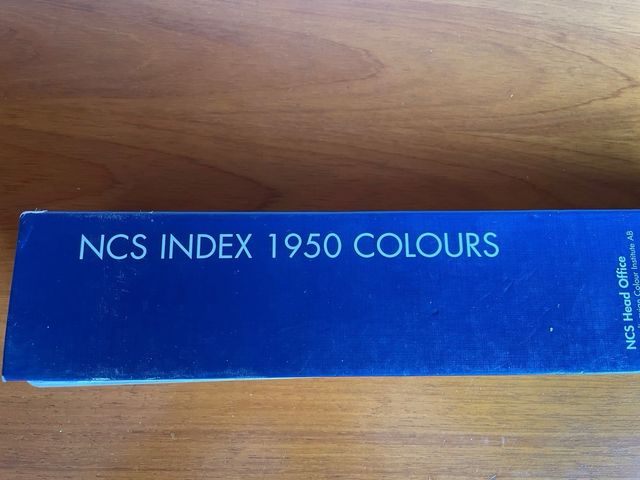 NCS INDEX 1950 COLOURS
NCS Head Office
Colour Institute AB